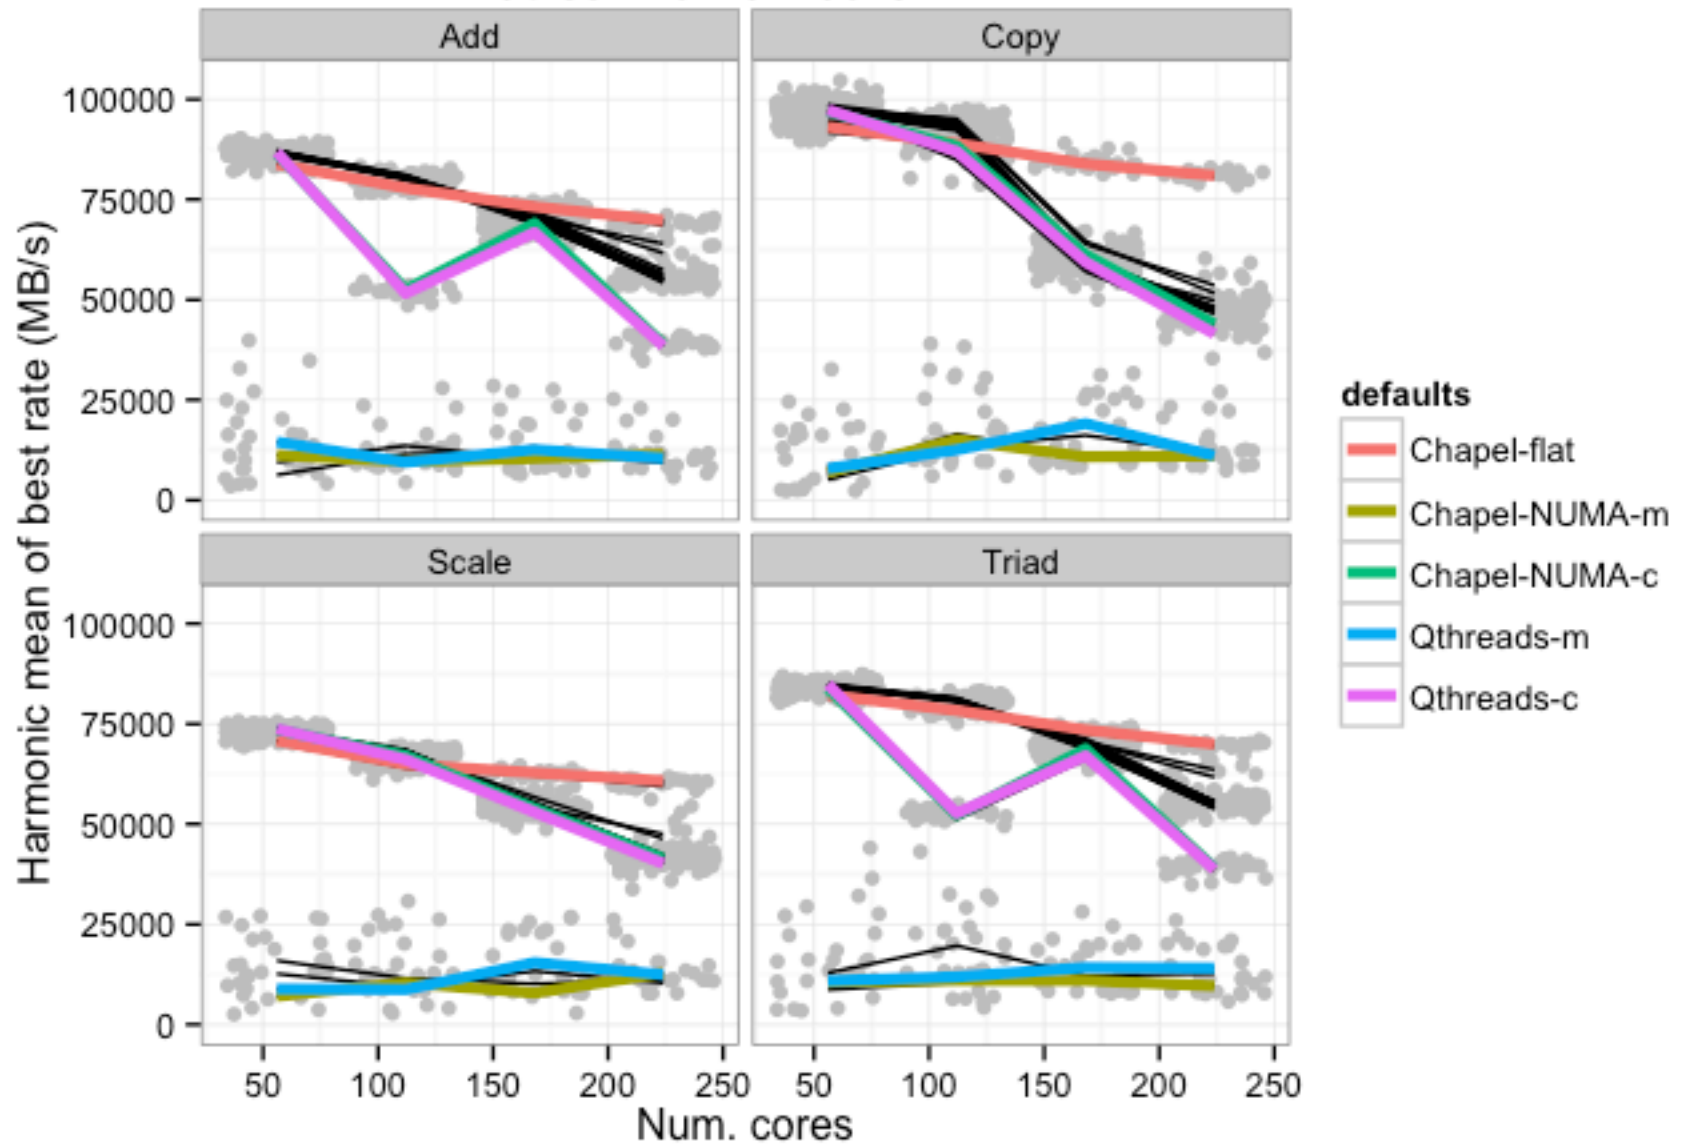 Add
Copy
100000
75000
50000
25000
0
Scale
Triad
100000
75000
50000
25000
0
50 100 150 200 250
50 100 150 200 250
Num. cores
Harmonic mean of best rate (MB/s)
defaults
Chapel-flat
Chapel-NUMA-m
Chapel-NUMA-c
Qthreads-m
Qthreads-c